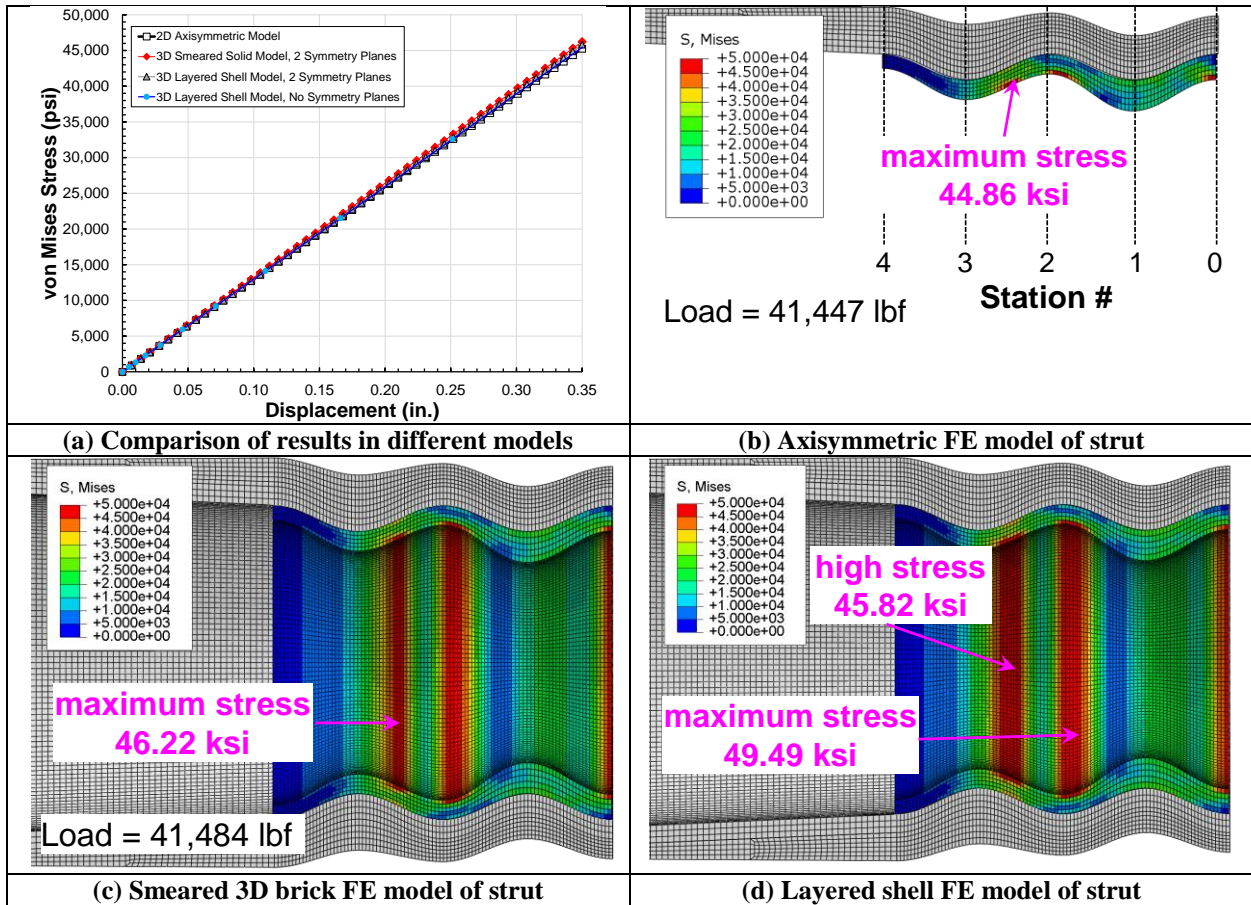 50,000
45,000
40,000
35,000
30,000
25,000
20,000
15,000
10,000
5,000
0
von Mises Stress (psi)
2D Axisymmetric Model
3D Smeared Solid Model, 2 Symmetry Planes
3D Layered Shell Model, 2 Symmetry Planes
3D Layered Shell Model, No Symmetry Planes
0.00 0.05 0.10 0.15 0.20 0.25 0.30 0.35
Displacement (in.)
(a) Comparison of results in different models
S, Mises
+5.000e+04
+4.500e+04
+4.000e+04
+3.500e+04
+3.000e+04
+2.500e+04
+2.000e+04
+1.500e+04
+1.000e+04
+5.000e+03
+0.000e+00
maximum stress
44.86 ksi
4 3 2 1 0
Station #
Load = 41,447 lbf
(b) Axisymmetric FE model of strut
S, Mises
+5.000e+04
+4.500e+04
+4.000e+04
+3.500e+04
+3.000e+04
+2.500e+04
+2.000e+04
+1.500e+04
+1.000e+04
+5.000e+03
+0.000e+00
maximum stress
46.22 ksi
Load = 41,484 lbf
(c) Smeared 3D brick FE model of strut
S, Mises
+5.000e+04
+4.500e+04
+4.000e+04
+3.500e+04
+3.000e+04
+2.500e+04
+2.000e+04
+1.500e+04
+1.000e+04
+5.000e+03
+0.000e+00
high stress
45.82 ksi
maximum stress
49.49 ksi
(d) Layered shell FE model of strut